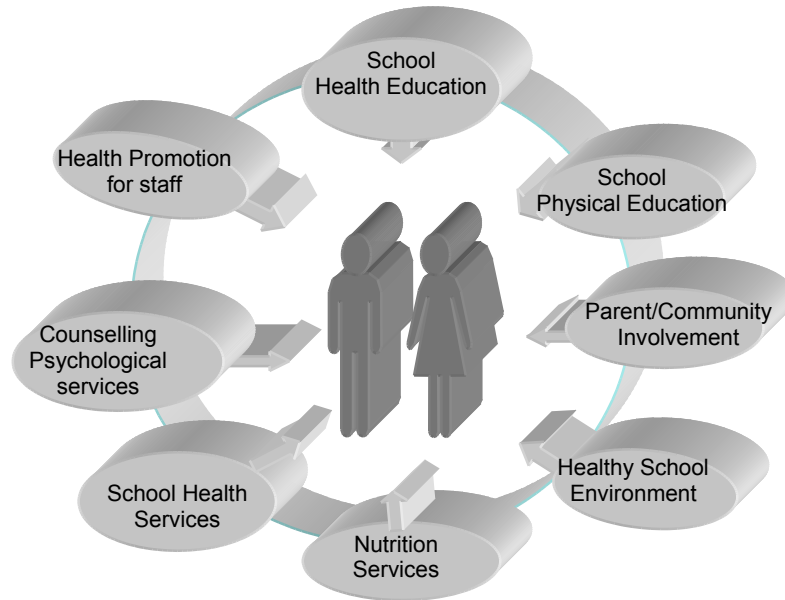 School
Health Education
School
Physical Education
Parent/Community
Involvement
Healthy School
Environment
Nutrition
Services
School Health
Services
Counselling
Psychological
services
Health Promotion
for staff